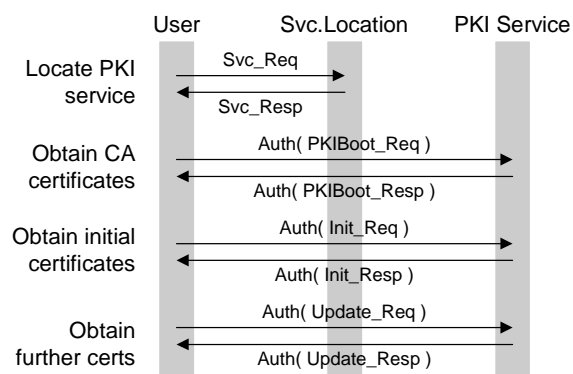 User Svc.Location PKI Service
Locate PKI
service
Svc_Req
Svc_Resp
Obtain CA
certificates
Auth( PKIBoot_Req )
Auth( PKIBoot_Resp )
Obtain initial
certificates
Auth( Init_Req )
Auth( Init_Resp )
Obtain
further certs
Auth( Update_Req )
Auth( Update_Resp )